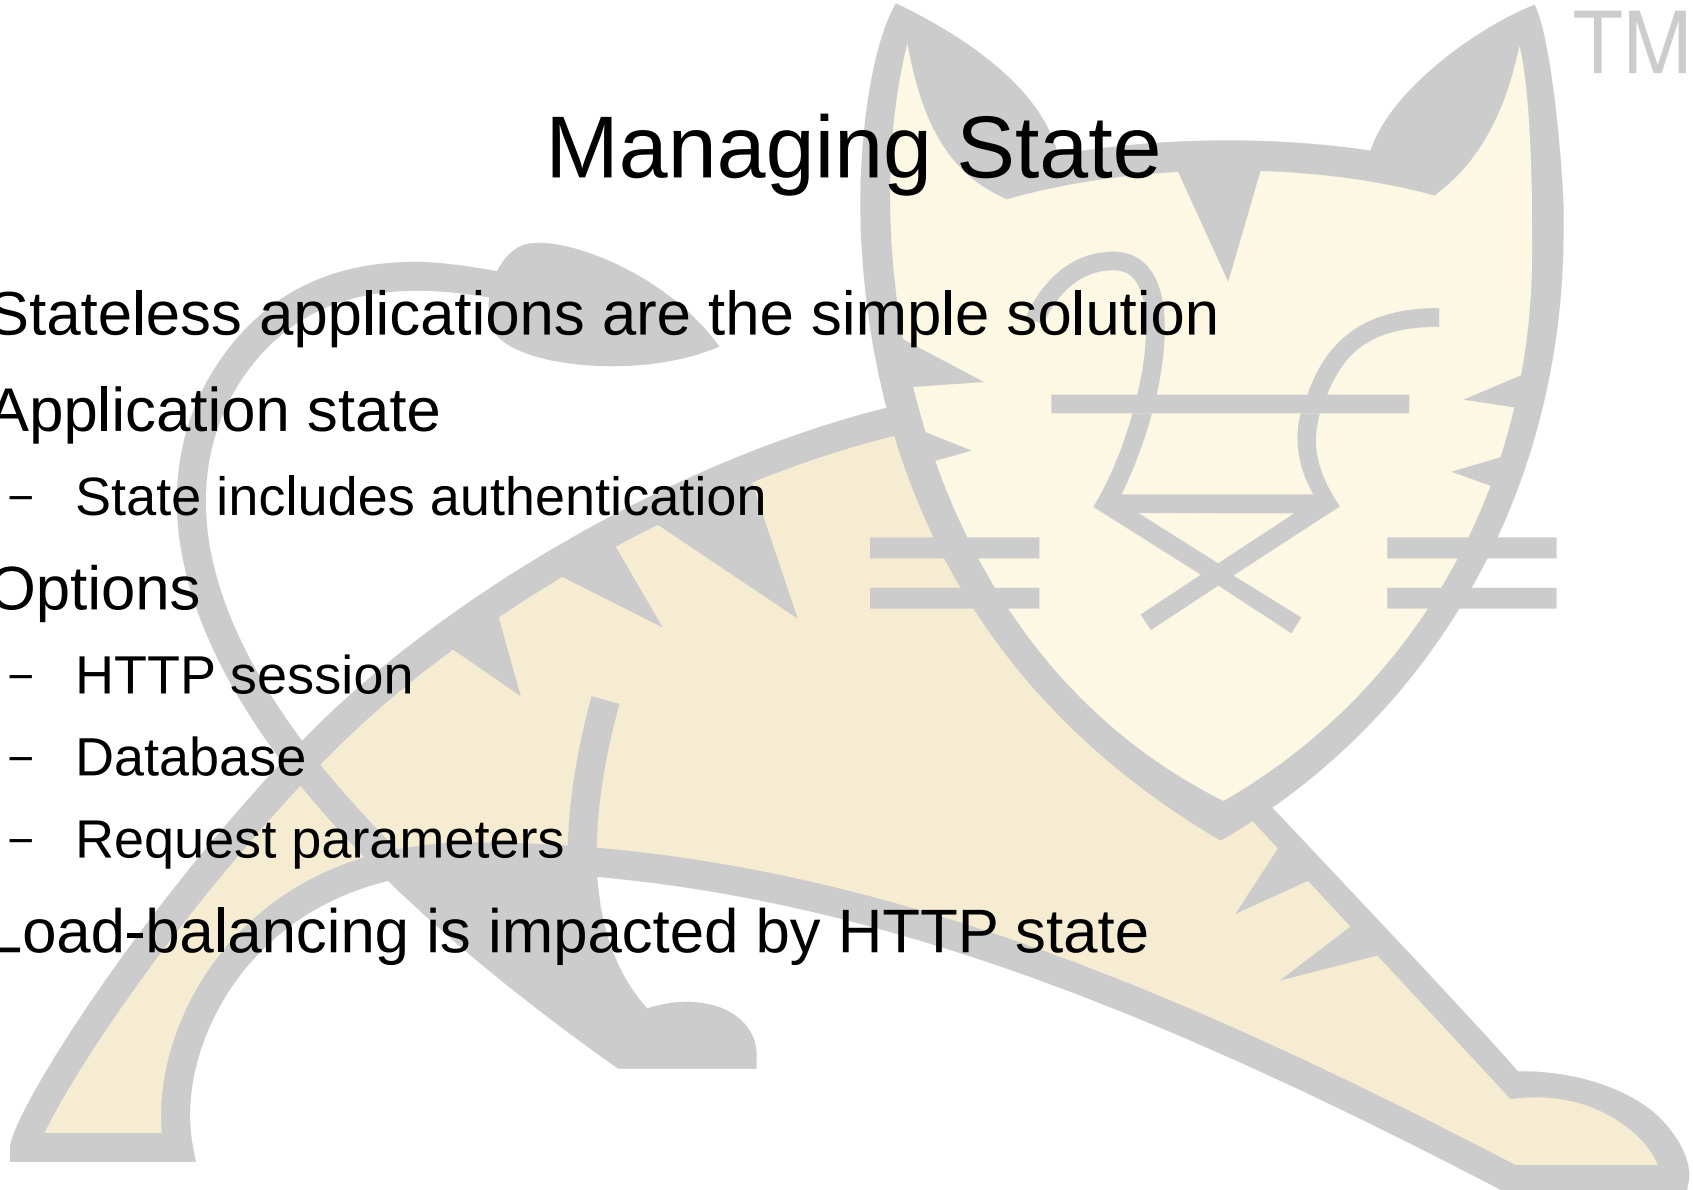 TM
Managing State
Stateless applications are the simple solution
Application state
– State includes authentication
Options
– HTTP session
– Database
– Request parameters
Load-balancing is impacted by HTTP state